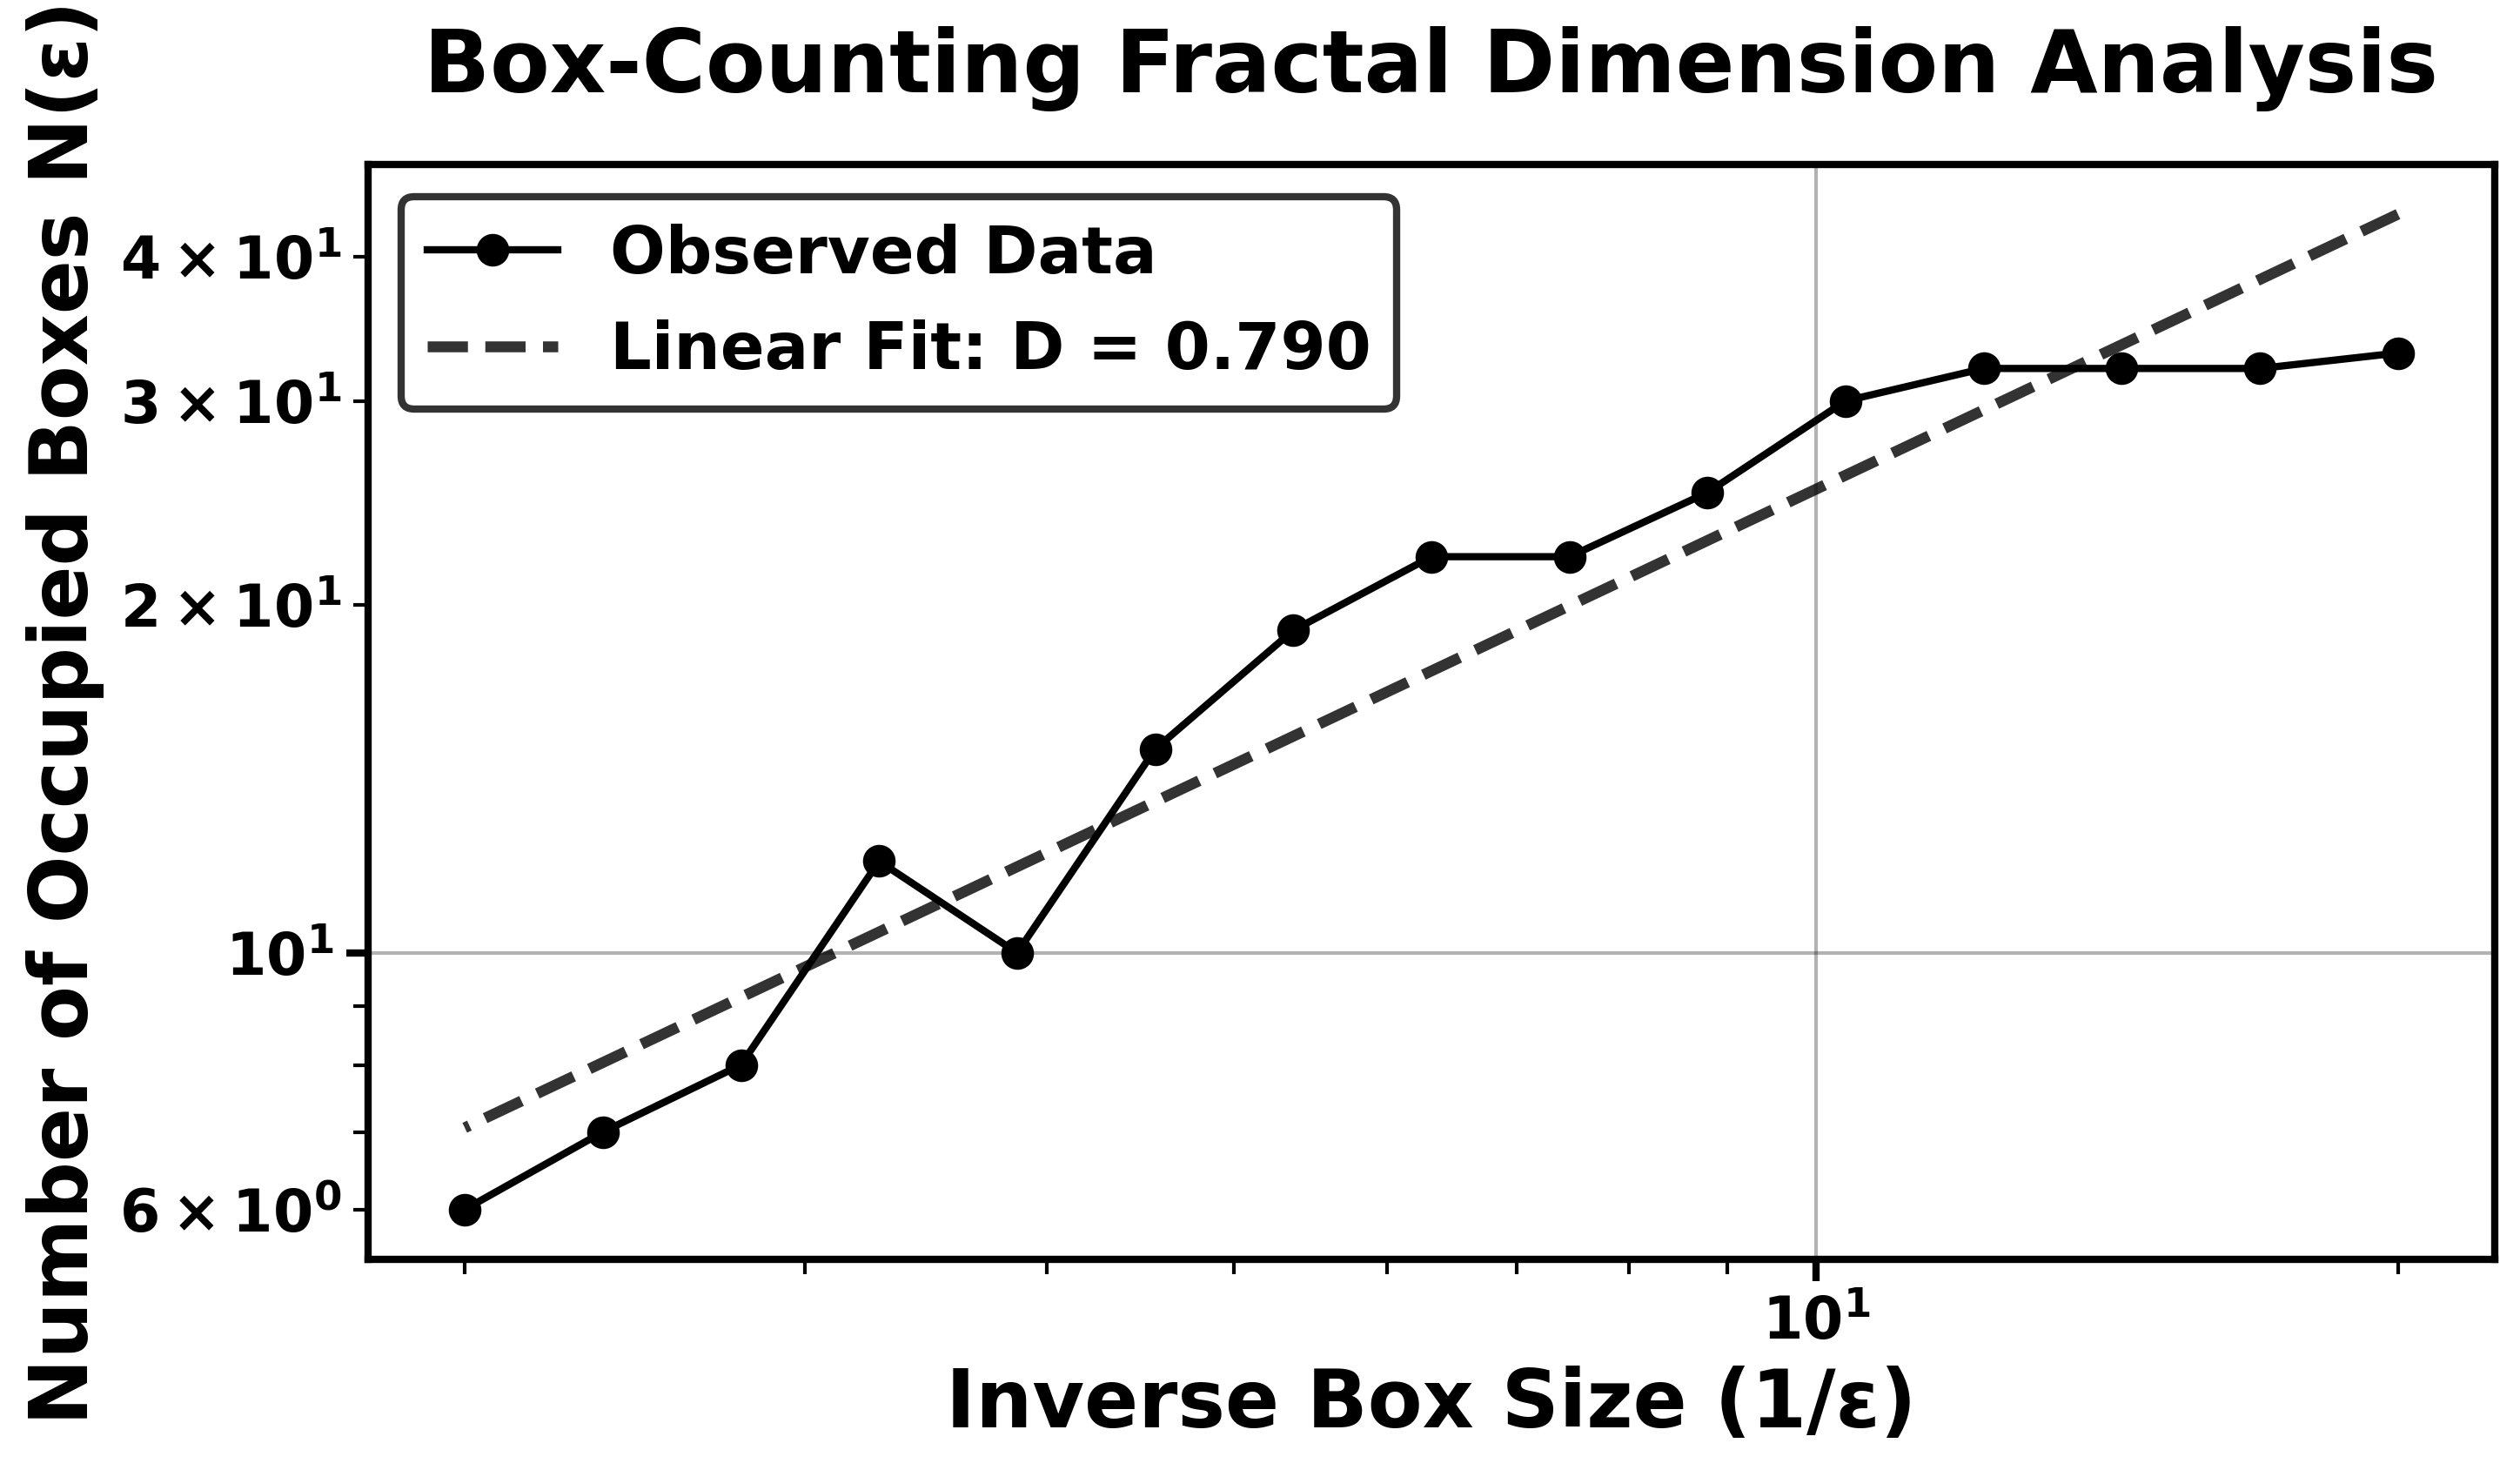 Box-Counting Fractal Dimension Analysis
Number of Occupied Boxes N(ε)
4 × 10¹
3 × 10¹
2 × 10¹
10¹
6 × 10⁰
Observed Data
Linear Fit: D = 0.790
10¹
Inverse Box Size (1/ε)